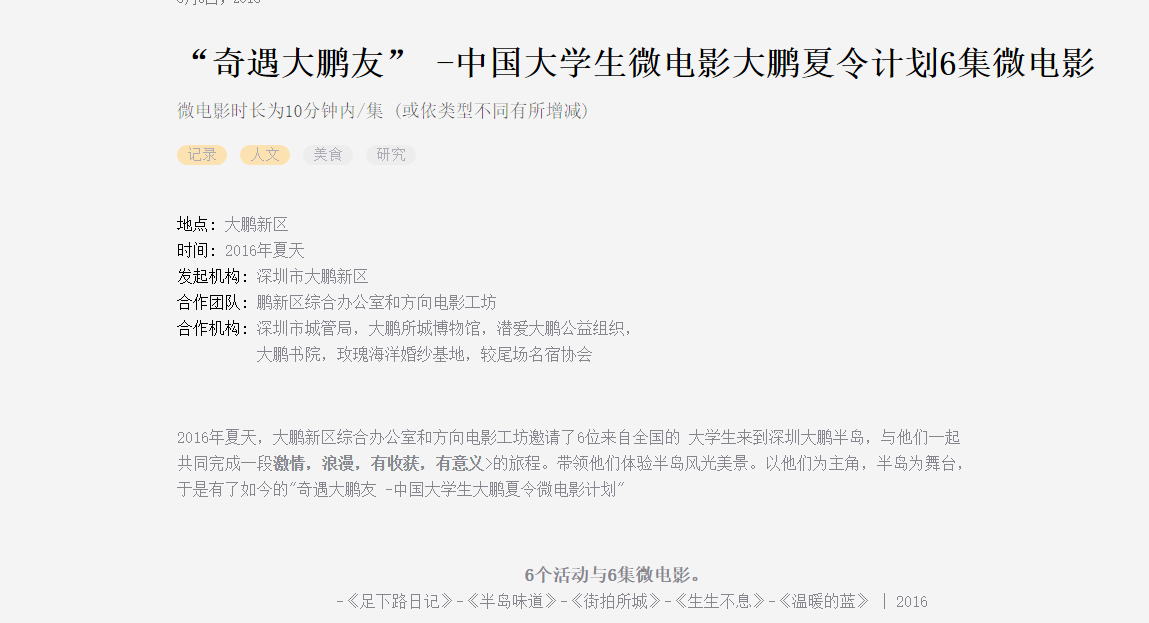 “奇遇大鹏友” -中国大学生微电影大鹏夏令计划6集微电影
微电影时长为10分钟内/集 (或依类型不同有所增减)
记录 人文 美食 研究
地点: 大鹏新区
时间: 2016年夏天
发起机构: 深圳市大鹏新区
合作团队: 鹏新区综合办公室和方向电影工坊
合作机构: 深圳市城管局, 大鹏所城博物馆, 潜爱大鹏公益组织,
大鹏书院, 玫瑰海洋婚纱基地, 较尾场名宿协会
2016年夏天, 大鹏新区综合办公室和方向电影工坊邀请了6位来自全国的 大学生来到深圳大鹏半岛, 与他们一起
共同完成一段激情, 浪漫, 有收获, 有意义>的旅程。带领他们体验半岛风光美景。以他们为主角, 半岛为舞台,
于是有了如今的"奇遇大鹏友 -中国大学生大鹏夏令微电影计划"
6个活动与6集微电影。
-《足下路日记》-《半岛味道》-《街拍所城》-《生生不息》-《温暖的蓝》 | 2016